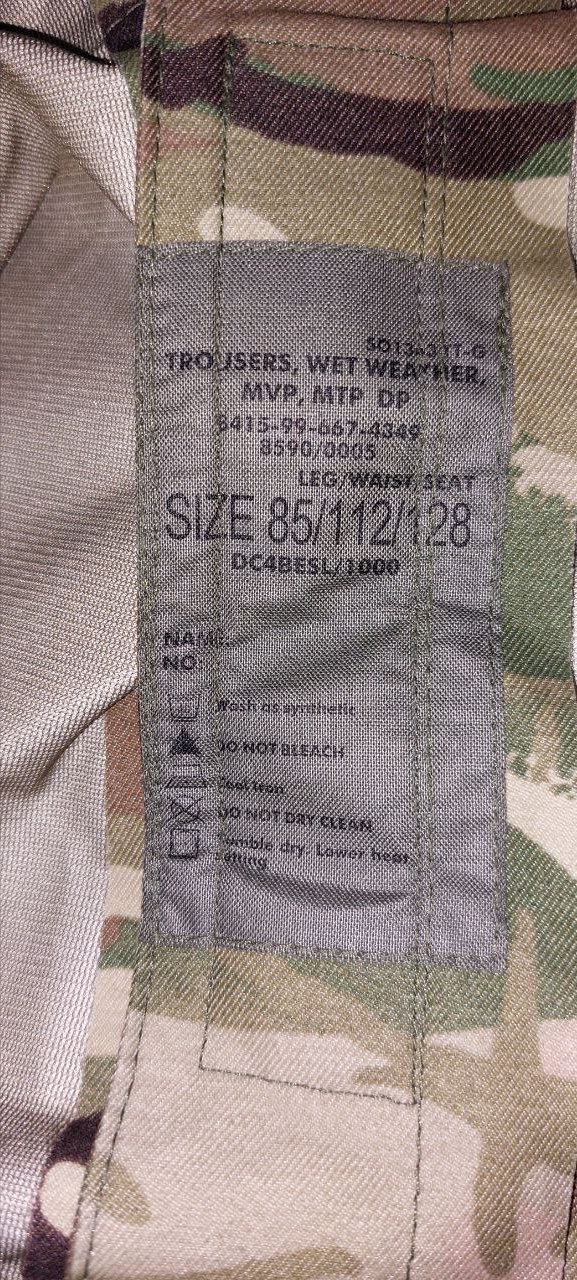 TROUSERS, WET WEATHER,
MVP, MTP DP
8415-99-667-4349
8590/0005
LEG/WAIST/SEAT
SIZE 85/112/128
DC4BESL/1000
NAME:
NO:
Wash as synthetic
DO NOT BLEACH
Cool Iron
DO NOT DRY CLEAN
Tumble dry. Lower heat
setting